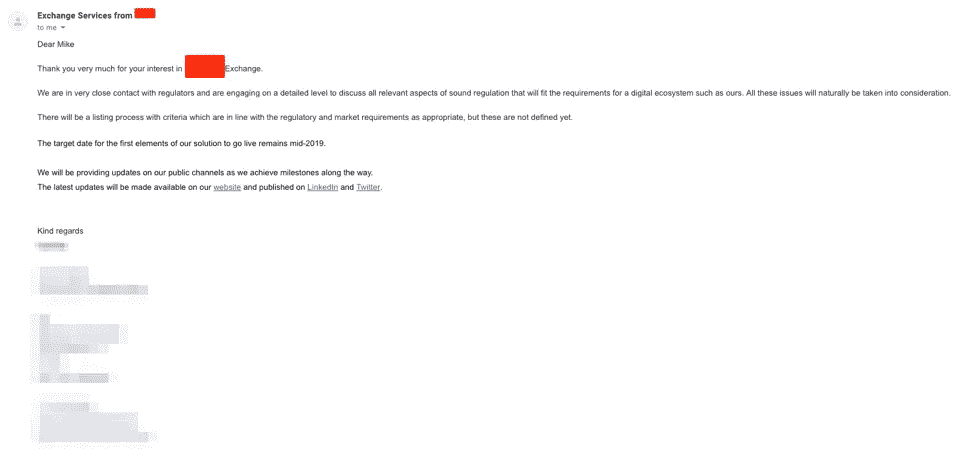 Exchange Services from
to me
Dear Mike
Thank you very much for your interest in Exchange.
We are in very close contact with regulators and are engaging on a detailed level to discuss all relevant aspects of sound regulation that will fit the requirements for a digital ecosystem such as ours. All these issues will naturally be taken into consideration.
There will be a listing process with criteria which are in line with the regulatory and market requirements as appropriate, but these are not defined yet.
The target date for the first elements of our solution to go live remains mid-2019.
We will be providing updates on our public channels as we achieve milestones along the way.
The latest updates will be made available on our website and published on LinkedIn and Twitter.
Kind regards